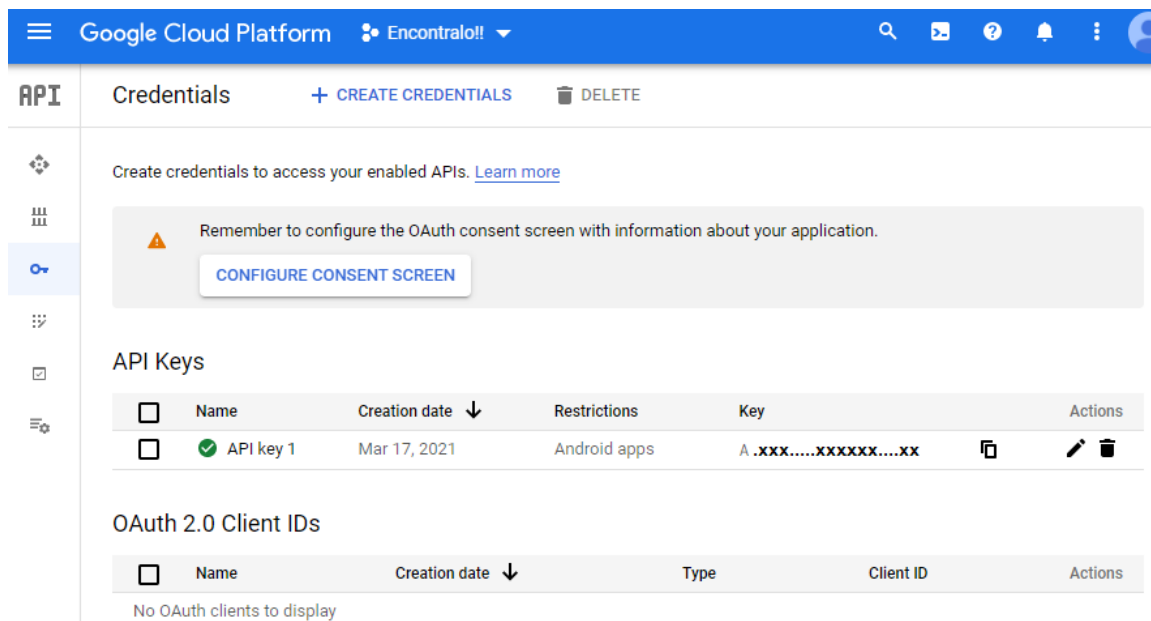 Google Cloud Platform Encontralo!!
API Credentials + CREATE CREDENTIALS DELETE
Create credentials to access your enabled APIs. Learn more
Remember to configure the OAuth consent screen with information about your application.
CONFIGURE CONSENT SCREEN
API Keys
Name Creation date Restrictions Key Actions
API key 1 Mar 17, 2021 Android apps A .xxx.....xxxxxx....xx
OAuth 2.0 Client IDs
Name Creation date Type Client ID Actions
No OAuth clients to display